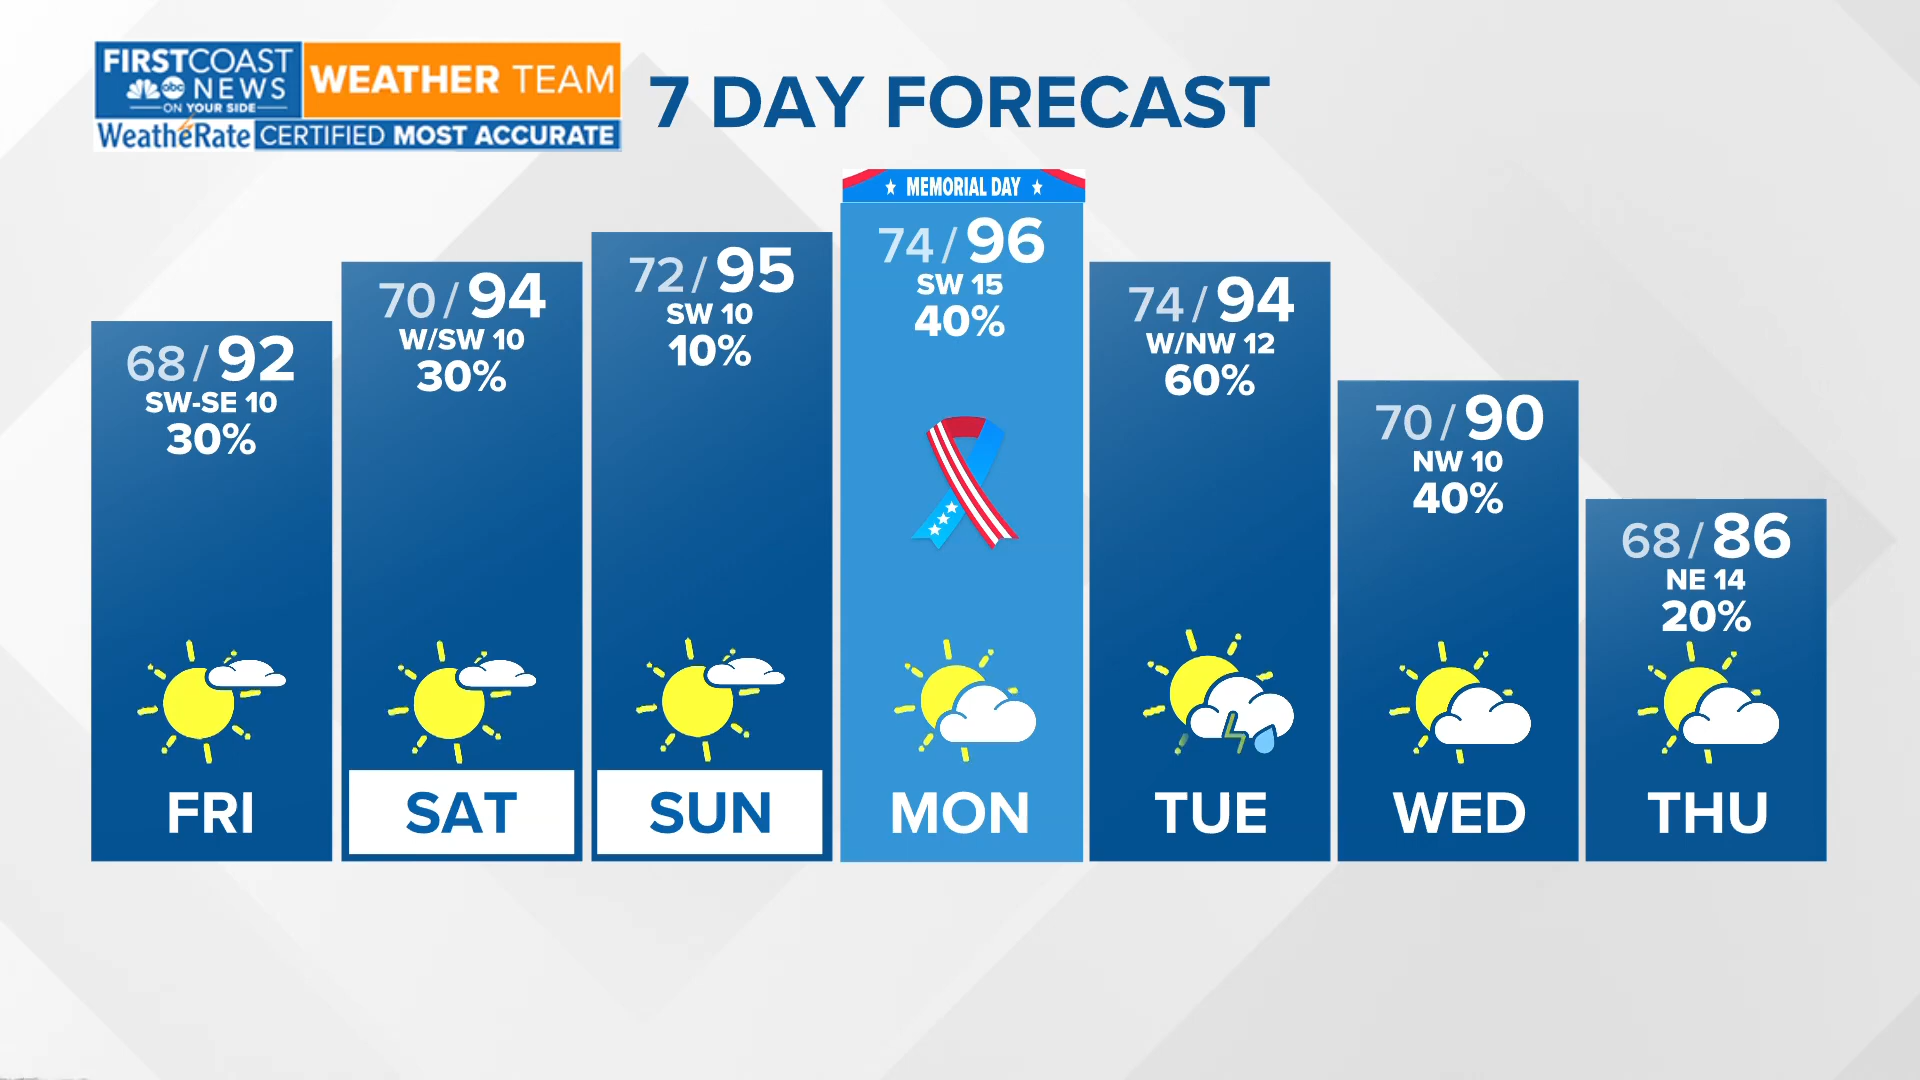 FIRSTCOAST
abc NEWS
ON YOUR SIDE
WEATHER TEAM
WeatheRate CERTIFIED MOST ACCURATE
7 DAY FORECAST
68/92
SW-SE 10
30%
FRI
70/94
W/SW 10
30%
SAT
72/95
SW 10
10%
SUN
MEMORIAL DAY
74/96
SW 15
40%
MON
74/94
W/NW 12
60%
TUE
70/90
NW 10
40%
WED
68/86
NE 14
20%
THU